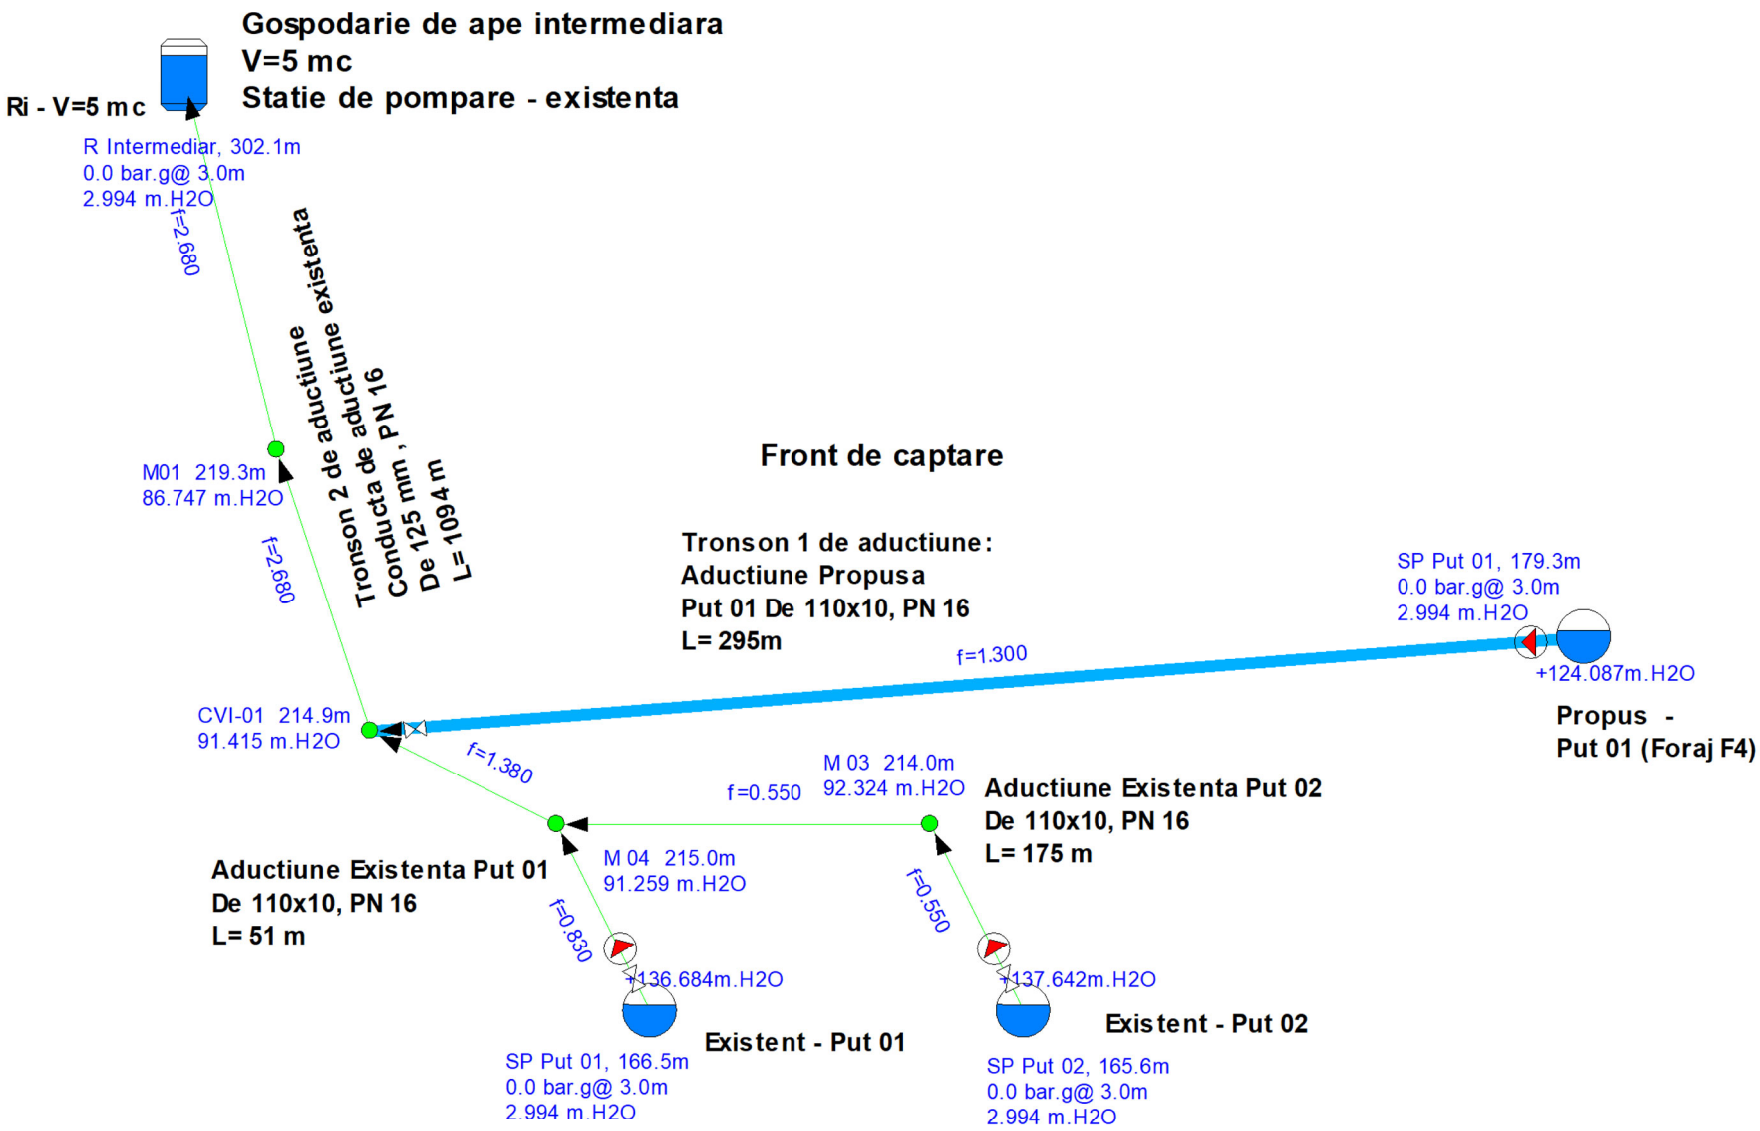 Gospodarie de ape intermediara
V=5 mc
Statie de pompare - existenta
Ri - V=5 mc
R Intermediar, 302.1m
0.0 bar.g@ 3.0m
2.994 m.H2O
f=2.680
Tronson 2 de aductiune
Conducta de aductiune existenta
De 125 mm , PN 16
L= 1094 m
M01 219.3m
86.747 m.H2O
f=2.680
Front de captare
Tronson 1 de aductiune:
Aductiune Propusa
Put 01 De 110x10, PN 16
L= 295m
f=1.300
SP Put 01, 179.3m
0.0 bar.g@ 3.0m
2.994 m.H2O
+124.087m.H2O
Propus -
Put 01 (Foraj F4)
CVI-01 214.9m
91.415 m.H2O
f=1.380
f=0.550
M 03 214.0m
92.324 m.H2O
Aductiune Existenta Put 02
De 110x10, PN 16
L= 175 m
M 04 215.0m
91.259 m.H2O
Aductiune Existenta Put 01
De 110x10, PN 16
L= 51 m
f=0.830
f=0.550
+136.684m.H2O
+137.642m.H2O
Existent - Put 01
Existent - Put 02
SP Put 01, 166.5m
0.0 bar.g@ 3.0m
2.994 m.H2O
SP Put 02, 165.6m
0.0 bar.g@ 3.0m
2.994 m.H2O